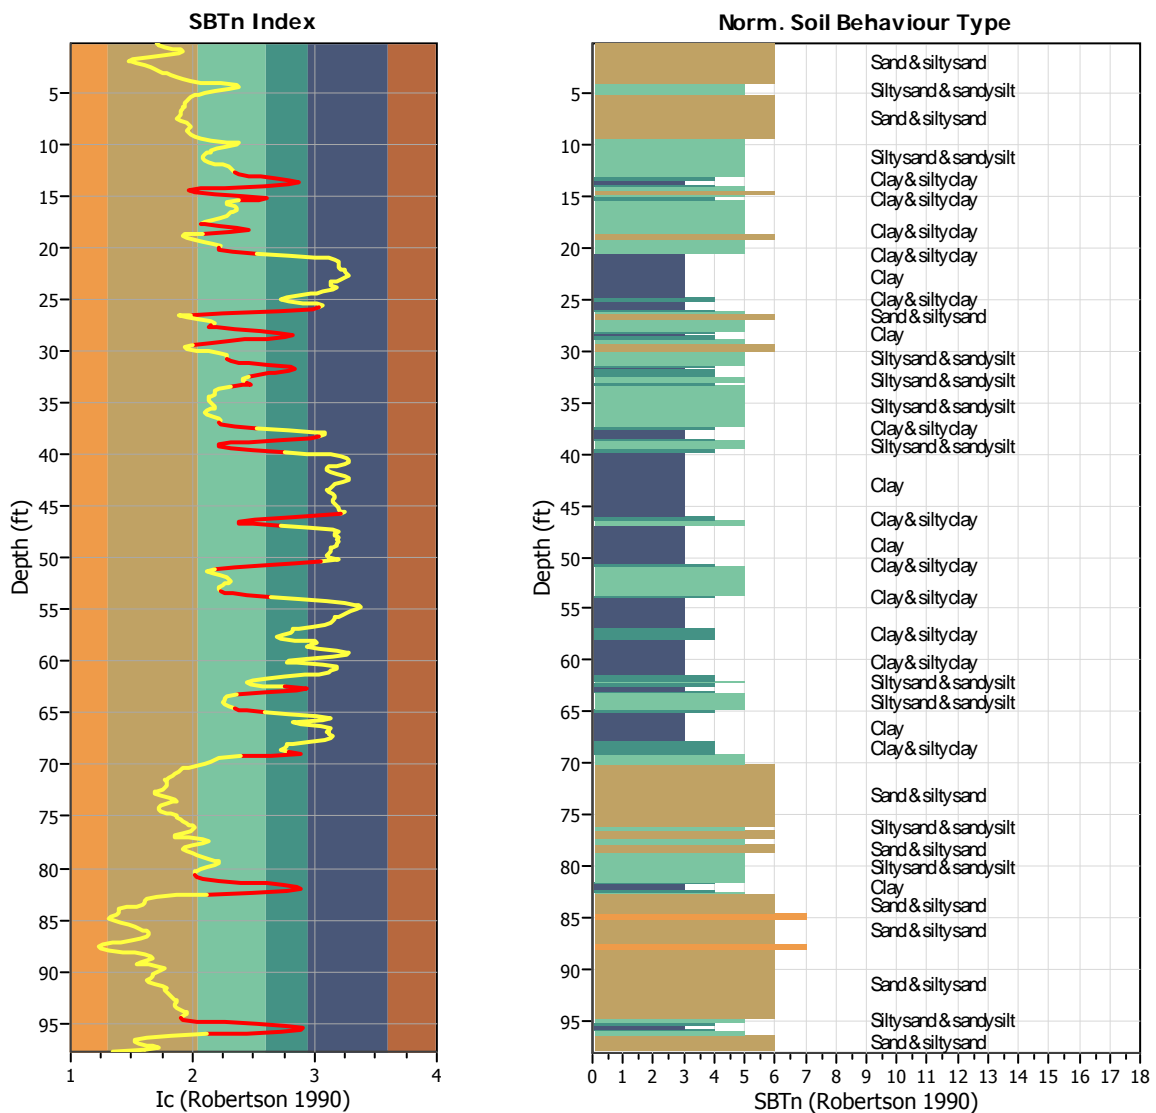 SBTn Index
5
10
15
20
25
30
35
40
45
50
55
60
65
70
75
80
85
90
95
Depth (ft)
1 2 3 4
Ic (Robertson 1990)
Norm. Soil Behaviour Type
Sand & silty sand
5
Silty sand & sandy silt
Sand & silty sand
10
Silty sand & sandy silt
Clay & silty clay
15
Clay & silty clay
Clay & silty clay
20
Clay & silty clay
Clay
25
Clay & silty clay
Sand & silty sand
Clay
30
Silty sand & sandy silt
Silty sand & sandy silt
35
Silty sand & sandy silt
Clay & silty clay
Silty sand & sandy silt
40
Clay
45
Clay & silty clay
Clay
50
Clay & silty clay
Clay & silty clay
55
Clay & silty clay
60
Clay & silty clay
Silty sand & sandy silt
Silty sand & sandy silt
65
Clay
Clay & silty clay
70
Sand & silty sand
75
Silty sand & sandy silt
Sand & silty sand
80
Silty sand & sandy silt
Clay
Sand & silty sand
85
Sand & silty sand
90
Sand & silty sand
95
Silty sand & sandy silt
Sand & silty sand
Depth (ft)
0 1 2 3 4 5 6 7 8 9 10 11 12 13 14 15 16 17 18
SBTn (Robertson 1990)